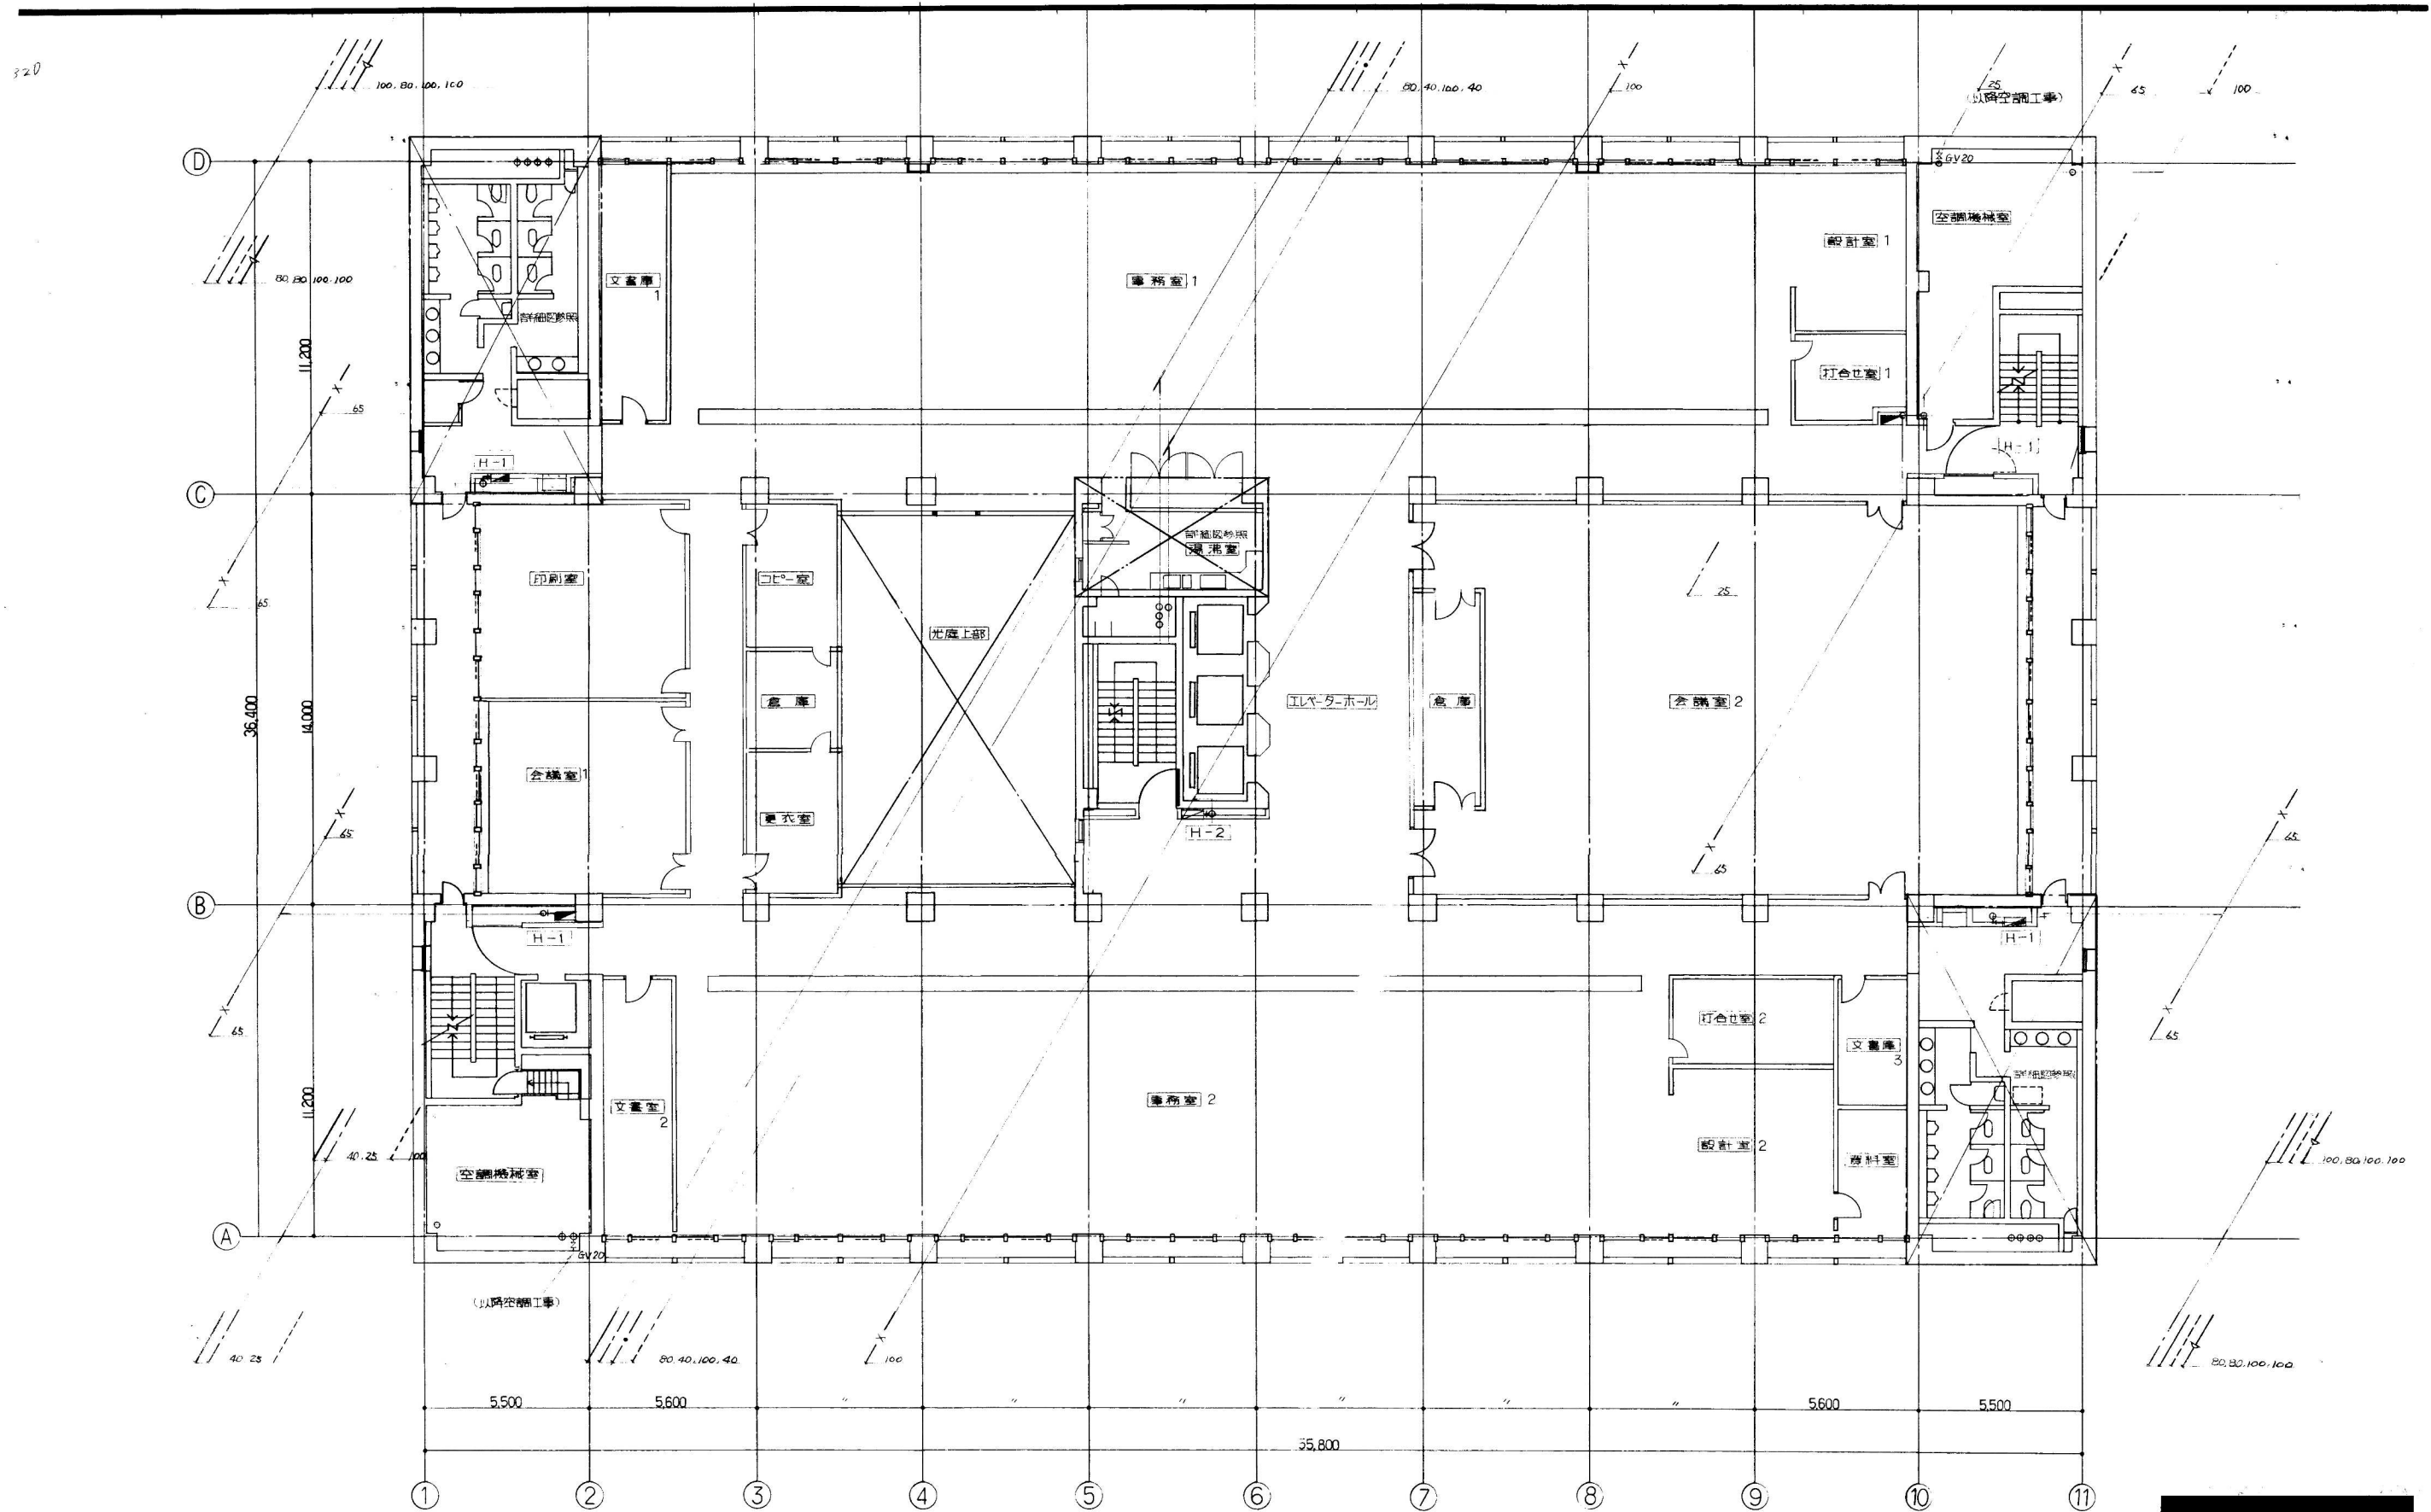 320
100, 80, 100, 100
80, 40, 100, 40
100
25
(以降空調工事)
65
100
D
GV20
空調機械室
設計室 1
80, 80, 100, 100
文書庫
1
事務室 1
詳細図参照
11,200
打合せ室 1
65
H-1
H-1
C
詳細図参照
湯沸室
印刷室
コピー室
25
65
光庭上部
36,400
14,000
倉庫
エレベーターホール
倉庫
会議室 2
会議室 1
更衣室
H-2
65
65
65
B
H-1
H-1
65
打合せ室 2
65
文書庫
3
詳細図参照
11,200
文書室
2
事務室 2
設計室 2
資料室
40, 25
100
空調機械室
100, 80, 100, 100
A
GV20
(以降空調工事)
40 25
80, 40, 100, 40
100
80, 80, 100, 100
5,500
5,600
〃
〃
〃
〃
〃
〃
5,600
5,500
55,800
1
2
3
4
5
6
7
8
9
10
11